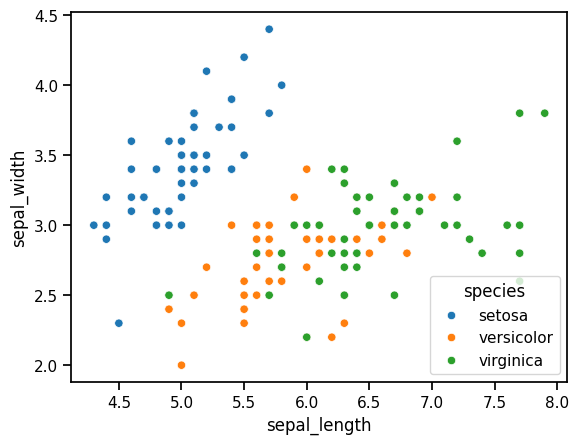 4.5
4.0
3.5
3.0
2.5
2.0
sepal_width
species
setosa
versicolor
virginica
4.5 5.0 5.5 6.0 6.5 7.0 7.5 8.0
sepal_length